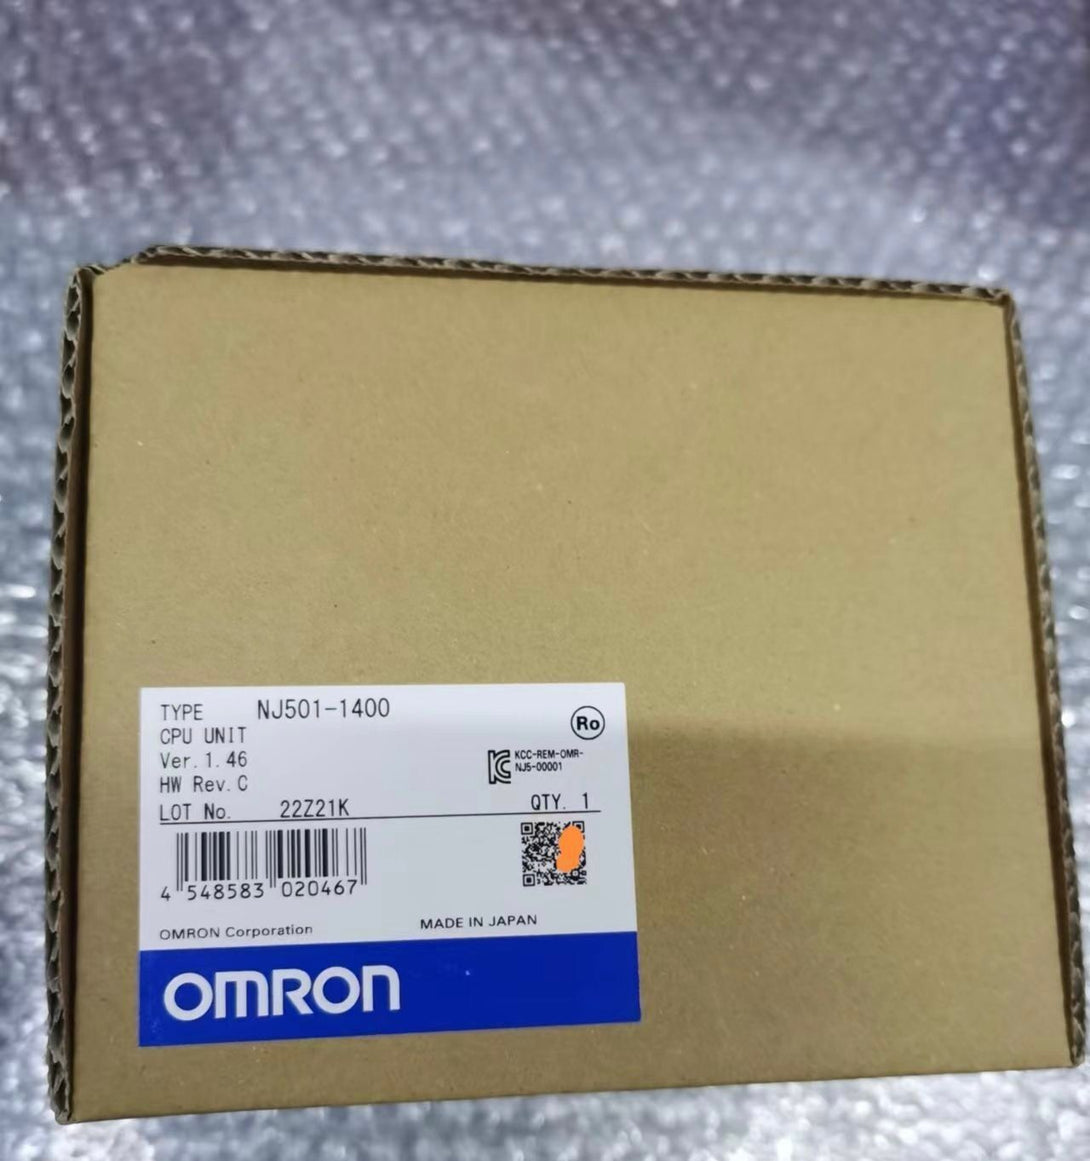 TYPE NJ501-1400
CPU UNIT
Ver. 1. 46
HW Rev. C
LOT No. 22Z21K
Ro
KCC-REM-OMR-
NJ5-00001
QTY. 1
4 548583 020467
OMRON Corporation
MADE IN JAPAN
OMRON